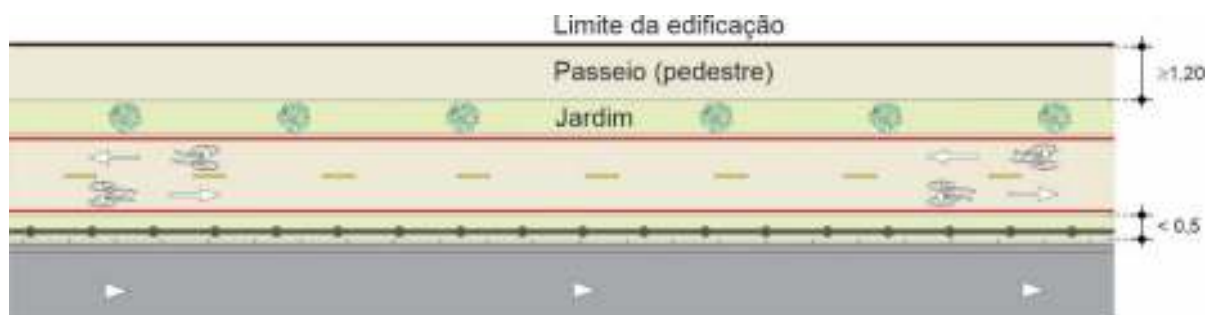 Limite da edificação
Passeio (pedestre)
≥1,20
Jardim
< 0,5